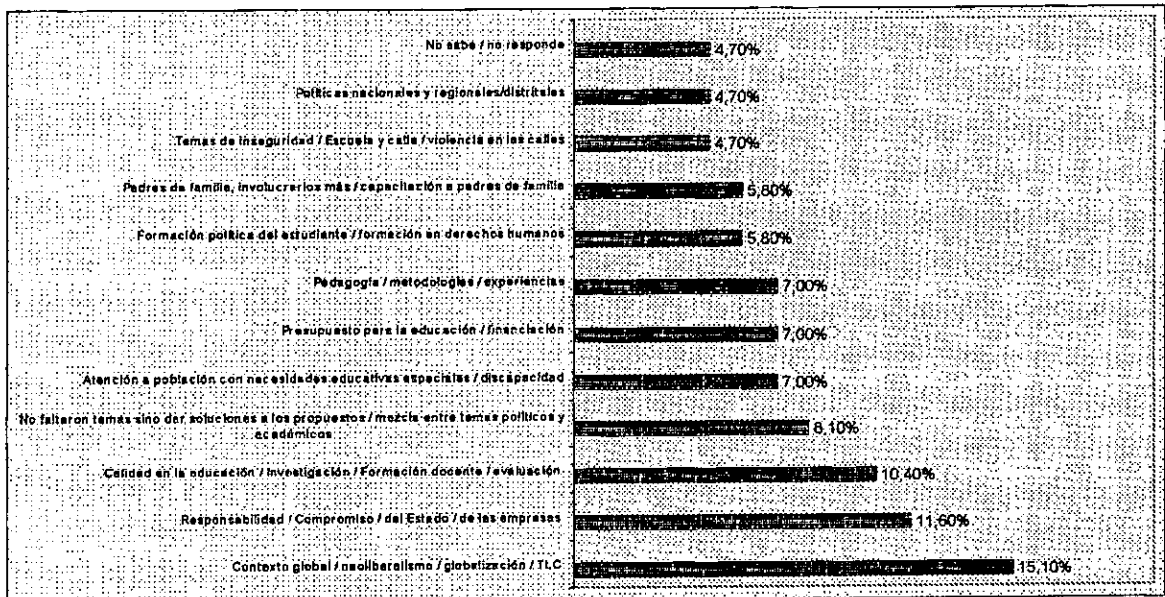 No sabe / no responde 4,70%
Políticas nacionales y regionales/distritales 4,70%
Temas de inseguridad / Escuela y calle / violencia en las calles 4,70%
Padres de familia, involucrarlos más / capacitación a padres de familia 5,80%
Formación política del estudiante / formación en derechos humanos 5,80%
Pedagogía / metodologías / experiencias 7,00%
Presupuesto para la educación / financiación 7,00%
Atención a población con necesidades educativas especiales / discapacidad 7,00%
No faltaron temas sino dar soluciones a los propuestos / mezcla entre temas políticos y
académicos 8,10%
Calidad en la educación / Investigación / Formación docente / evaluación 10,40%
Responsabilidad / Compromiso / del Estado / de las empresas 11,60%
Contexto global / neoliberalismo / globalización / TLC 15,10%